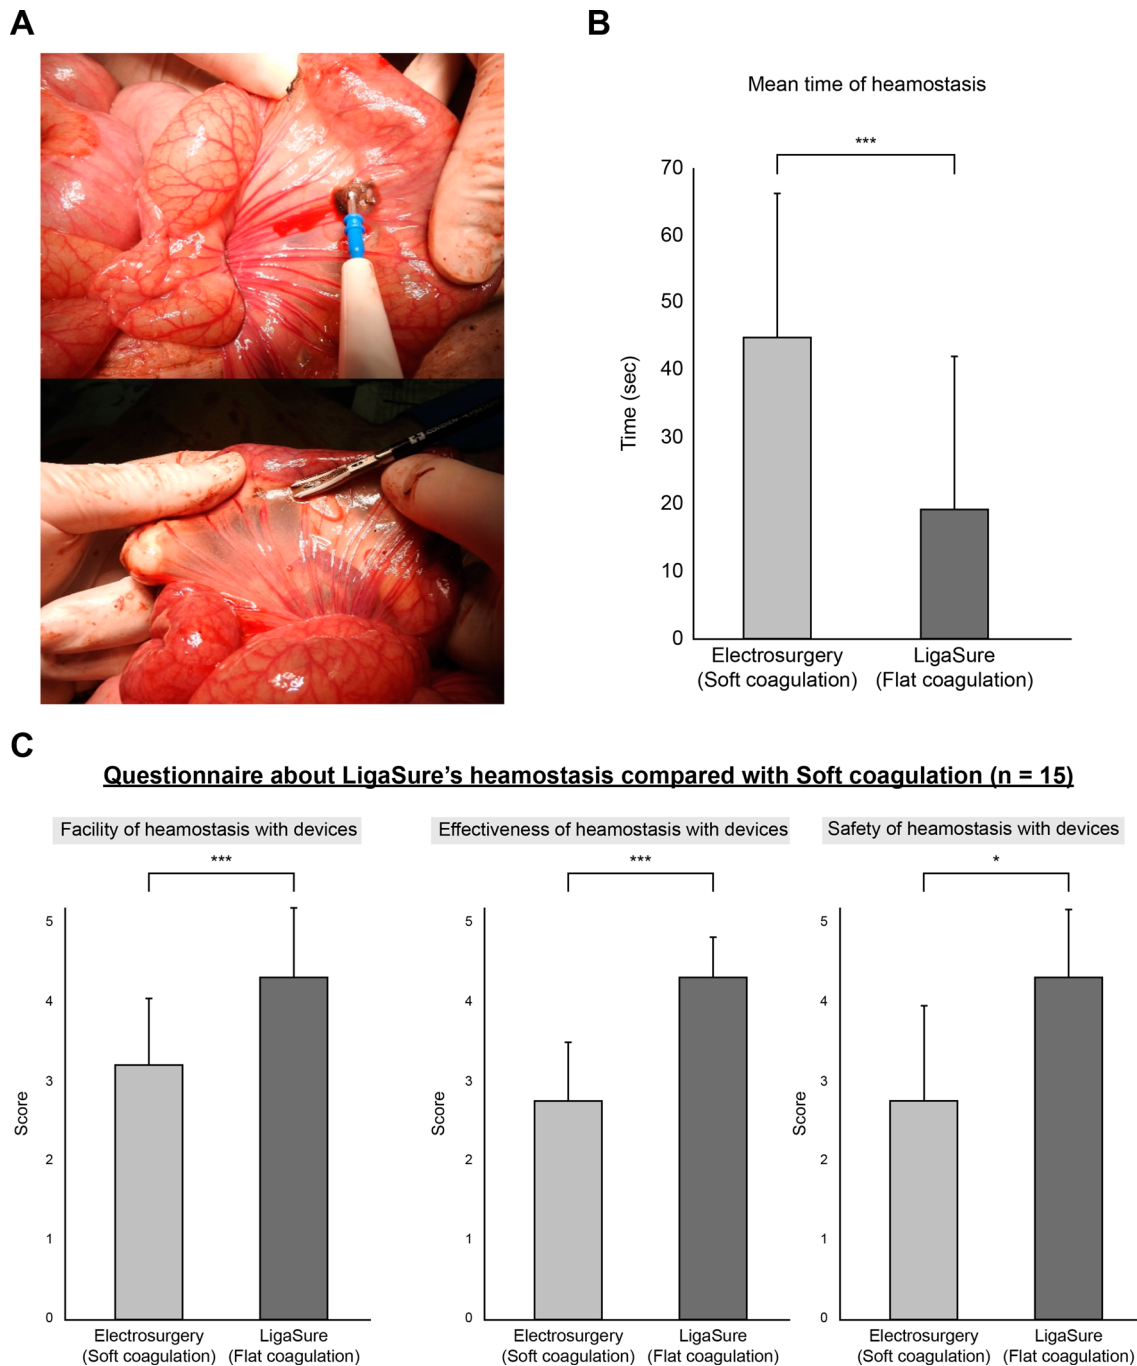 A
B
Mean time of heamostasis
***
70
60
50
40
30
20
10
0
Time (sec)
Electrosurgery
(Soft coagulation)
LigaSure
(Flat coagulation)
C
Questionnaire about LigaSure's heamostasis compared with Soft coagulation (n = 15)
Facility of heamostasis with devices
***
5
4
3
2
1
0
Score
Electrosurgery
(Soft coagulation)
LigaSure
(Flat coagulation)
Effectiveness of heamostasis with devices
***
5
4
3
2
1
0
Score
Electrosurgery
(Soft coagulation)
LigaSure
(Flat coagulation)
Safety of heamostasis with devices
*
5
4
3
2
1
0
Score
Electrosurgery
(Soft coagulation)
LigaSure
(Flat coagulation)